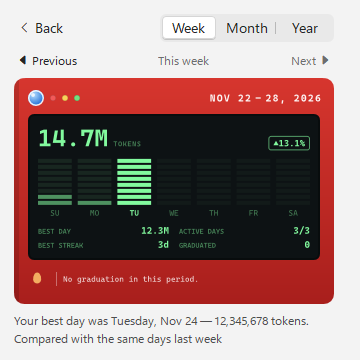 Back
Week Month Year
Previous This week Next
NOV 22 – 28, 2026
14.7M TOKENS ▲13.1%
SU MO TU WE TH FR SA
BEST DAY 12.3M ACTIVE DAYS 3/3
BEST STREAK 3d GRADUATED 0
No graduation in this period.
Your best day was Tuesday, Nov 24 — 12,345,678 tokens.
Compared with the same days last week